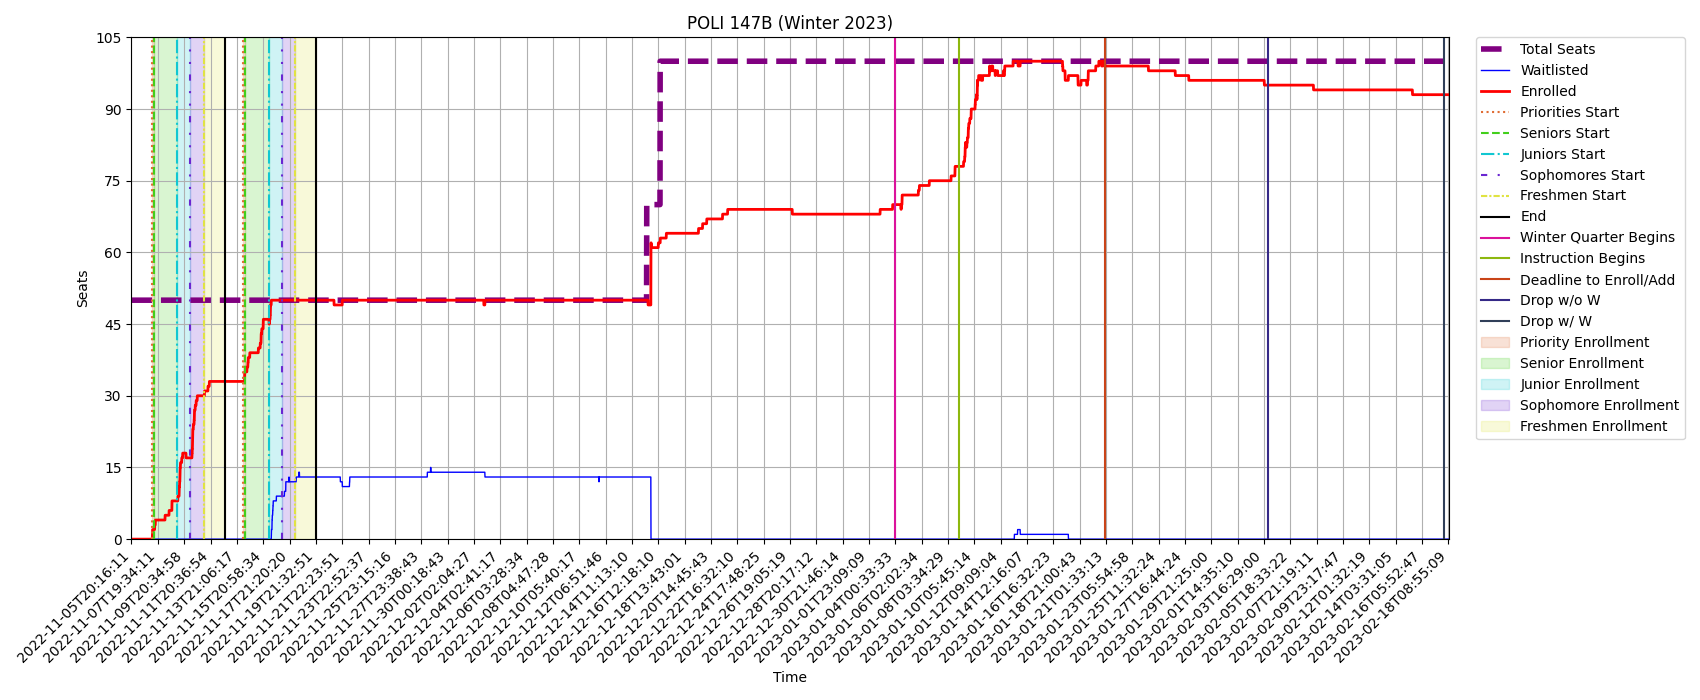 POLI 147B (Winter 2023)
105
90
75
60
45
30
15
0
Seats
2022-11-05T20:16:11
2022-11-07T19:34:11
2022-11-09T20:34:58
2022-11-11T20:36:54
2022-11-13T21:06:17
2022-11-15T20:58:34
2022-11-17T21:20:20
2022-11-19T21:32:51
2022-11-21T22:23:51
2022-11-23T22:52:37
2022-11-25T23:15:16
2022-11-27T23:38:43
2022-11-30T00:18:43
2022-12-02T02:04:27
2022-12-04T02:41:17
2022-12-06T03:28:34
2022-12-08T04:47:28
2022-12-10T05:40:17
2022-12-12T06:51:46
2022-12-14T11:13:10
2022-12-16T12:18:10
2022-12-18T13:43:01
2022-12-20T14:45:43
2022-12-22T16:32:10
2022-12-24T17:48:25
2022-12-26T19:05:19
2022-12-28T20:17:12
2022-12-30T21:46:14
2023-01-01T23:09:09
2023-01-04T00:33:33
2023-01-06T02:02:34
2023-01-08T03:34:29
2023-01-10T05:45:14
2023-01-12T09:09:04
2023-01-14T12:16:07
2023-01-16T16:32:23
2023-01-18T21:00:43
2023-01-21T01:33:13
2023-01-23T05:54:58
2023-01-25T11:32:24
2023-01-27T16:44:24
2023-01-29T21:25:00
2023-02-01T14:35:10
2023-02-03T16:29:00
2023-02-05T18:33:22
2023-02-07T21:19:11
2023-02-09T23:17:47
2023-02-12T01:32:19
2023-02-14T03:31:05
2023-02-16T05:52:47
2023-02-18T08:55:09
Time
Total Seats
Waitlisted
Enrolled
Priorities Start
Seniors Start
Juniors Start
Sophomores Start
Freshmen Start
End
Winter Quarter Begins
Instruction Begins
Deadline to Enroll/Add
Drop w/o W
Drop w/ W
Priority Enrollment
Senior Enrollment
Junior Enrollment
Sophomore Enrollment
Freshmen Enrollment